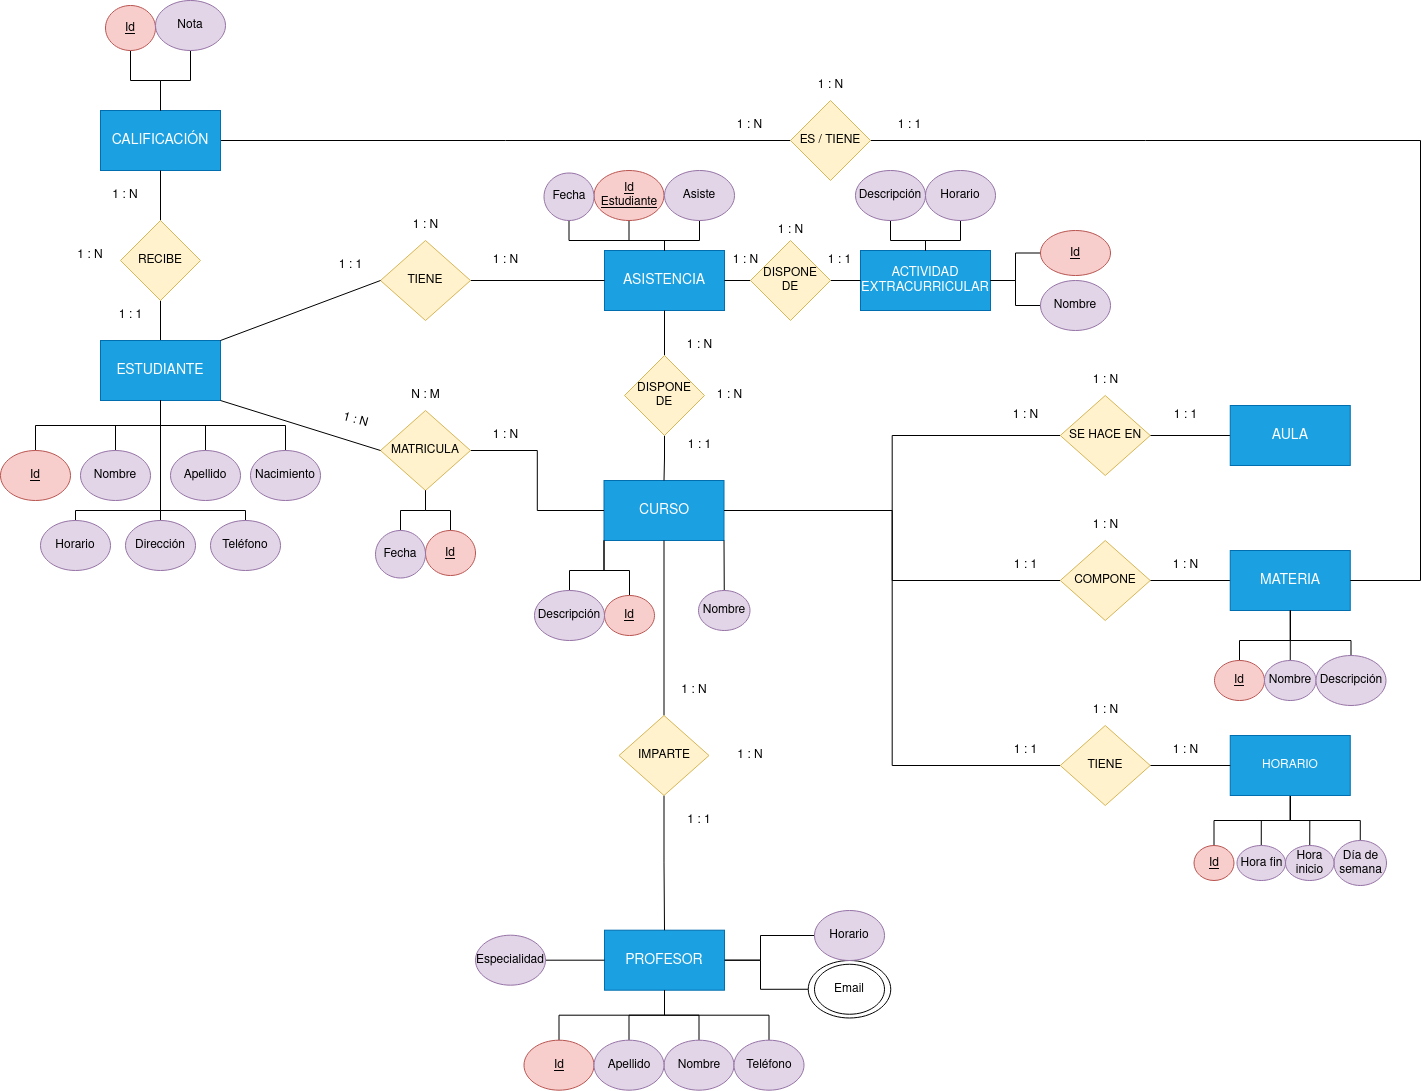 Id
Nota
1 : N
CALIFICACIÓN
1 : N
ES / TIENE
1 : 1
1 : N
Fecha
Id
Estudiante
Asiste
Descripción
Horario
1 : N
RECIBE
1 : N
1 : N
1 : 1
TIENE
1 : N
ASISTENCIA
1 : N
DISPONE
DE
1 : 1
ACTIVIDAD
EXTRACURRICULAR
Id
Nombre
1 : 1
ESTUDIANTE
1 : N
DISPONE
DE
1 : N
1 : 1
N : M
1 : N
MATRICULA
1 : N
1 : N
1 : N
SE HACE EN
1 : 1
AULA
Id
Nombre
Apellido
Nacimiento
Horario
Dirección
Teléfono
Fecha
Id
CURSO
Descripción
Id
Nombre
1 : N
1 : 1
COMPONE
1 : N
MATERIA
Id
Nombre
Descripción
1 : N
IMPARTE
1 : N
1 : 1
1 : N
1 : 1
TIENE
1 : N
HORARIO
Id
Hora fin
Hora
inicio
Día de
semana
Especialidad
PROFESOR
Horario
Email
Id
Apellido
Nombre
Teléfono